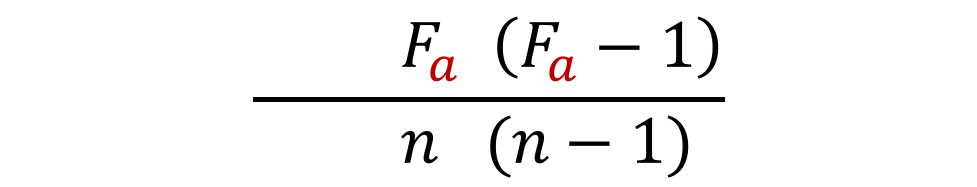 Fₐ (Fₐ − 1)
n (n − 1)